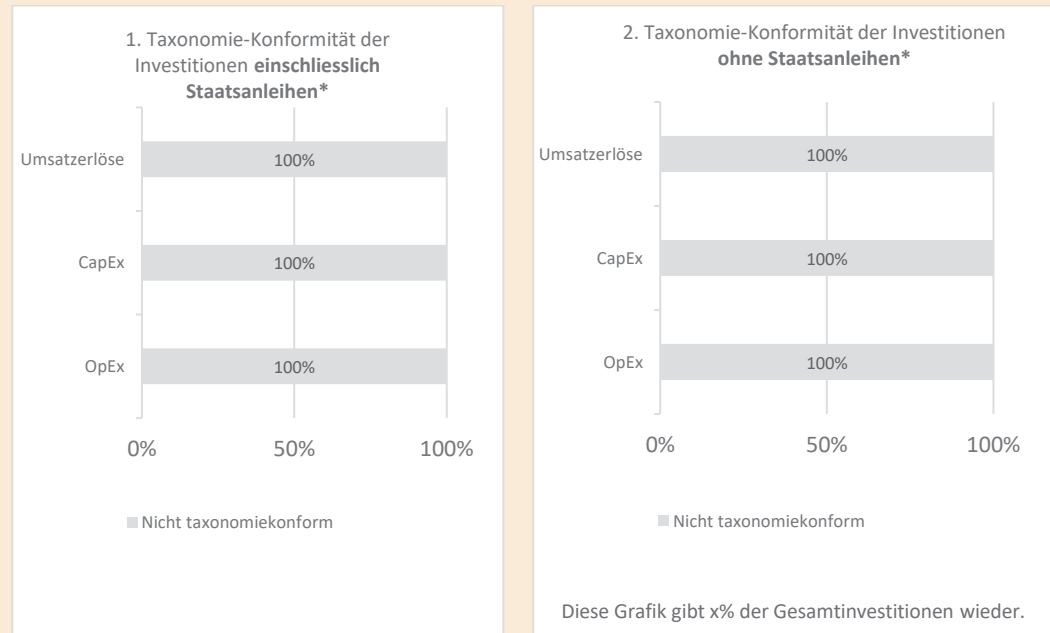 1. Taxonomie-Konformität der
Investitionen einschliesslich
Staatsanleihen*
Umsatzerlöse
100%
CapEx
100%
OpEx
100%
0%
50%
100%
Nicht taxonomiekonform
2. Taxonomie-Konformität der Investitionen
ohne Staatsanleihen*
Umsatzerlöse
100%
CapEx
100%
OpEx
100%
0%
50%
100%
Nicht taxonomiekonform
Diese Grafik gibt x% der Gesamtinvestitionen wieder.